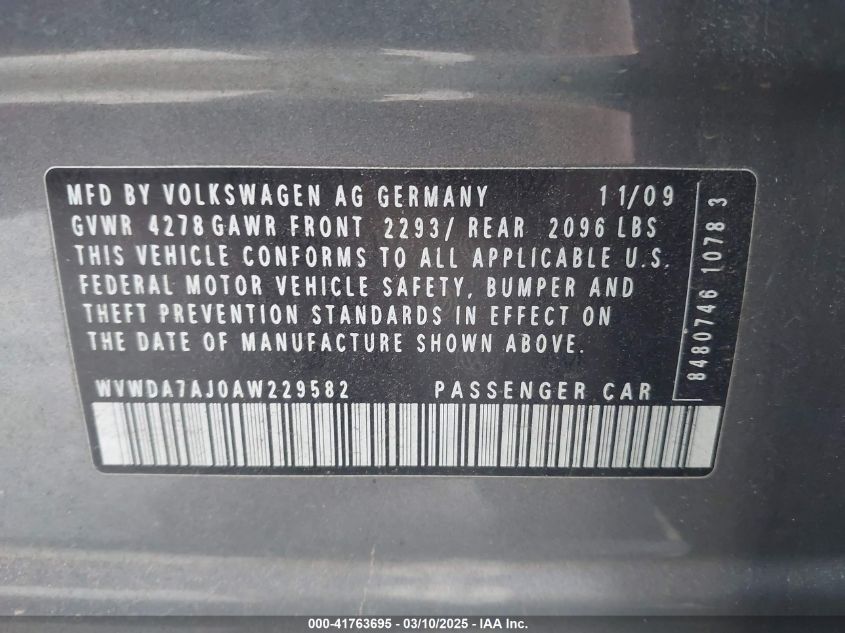 MFD BY VOLKSWAGEN AG GERMANY 11/09
GVWR 4278 GAWR FRONT 2293/ REAR 2096 LBS
THIS VEHICLE CONFORMS TO ALL APPLICABLE U.S.
FEDERAL MOTOR VEHICLE SAFETY, BUMPER AND
THEFT PREVENTION STANDARDS IN EFFECT ON
THE DATE OF MANUFACTURE SHOWN ABOVE.
WVWDA7AJ0AW229582 PASSENGER CAR
8480746 1078 3
000-41763695 - 03/10/2025 - IAA Inc.